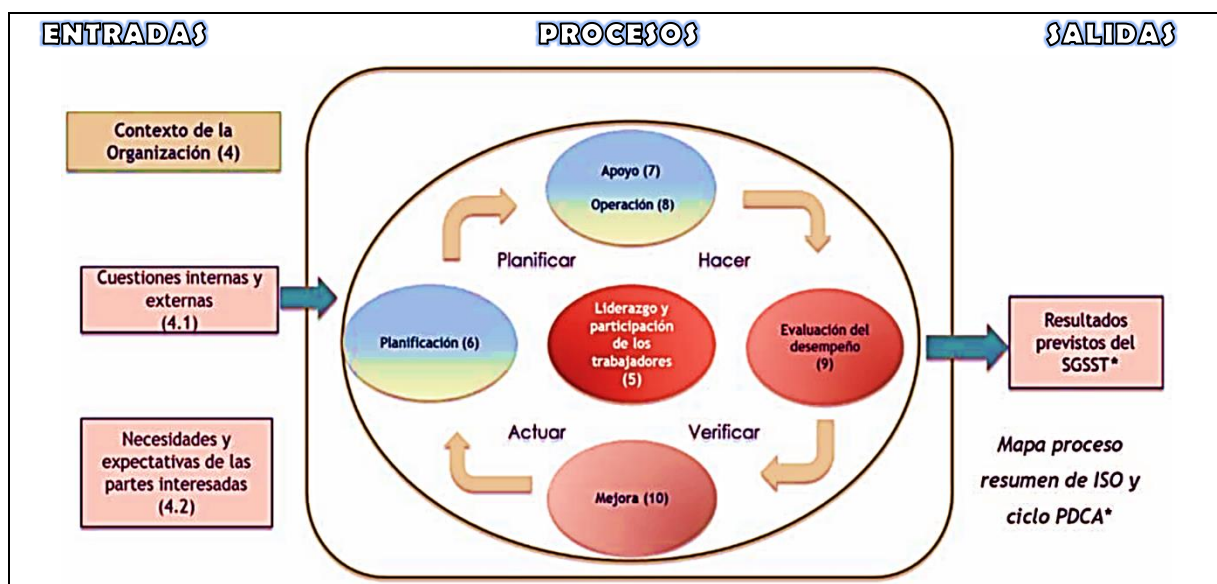 ENTRADAS
PROCESOS
SALIDAS
Contexto de la
Organización (4)
Cuestiones internas y
externas
(4.1)
Necesidades y
expectativas de las
partes interesadas
(4.2)
Apoyo (7)
Operación (8)
Planificar
Hacer
Planificación (6)
Liderazgo y
participación
de los
trabajadores
(5)
Evaluación del
desempeño
(9)
Actuar
Verificar
Mejora (10)
Resultados
previstos del
SGSST*
Mapa proceso
resumen de ISO y
ciclo PDCA*